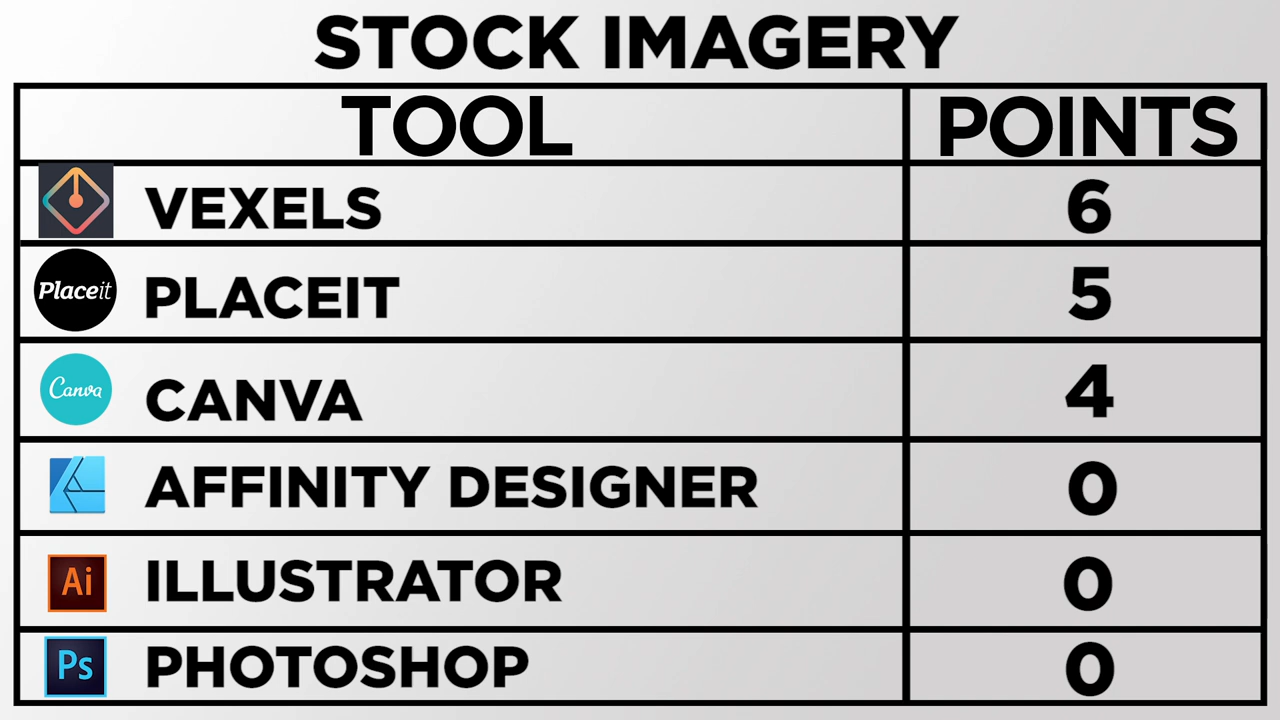 STOCK IMAGERY
TOOL POINTS
VEXELS 6
Placeit PLACEIT 5
Canva CANVA 4
AFFINITY DESIGNER 0
Ai ILLUSTRATOR 0
Ps PHOTOSHOP 0